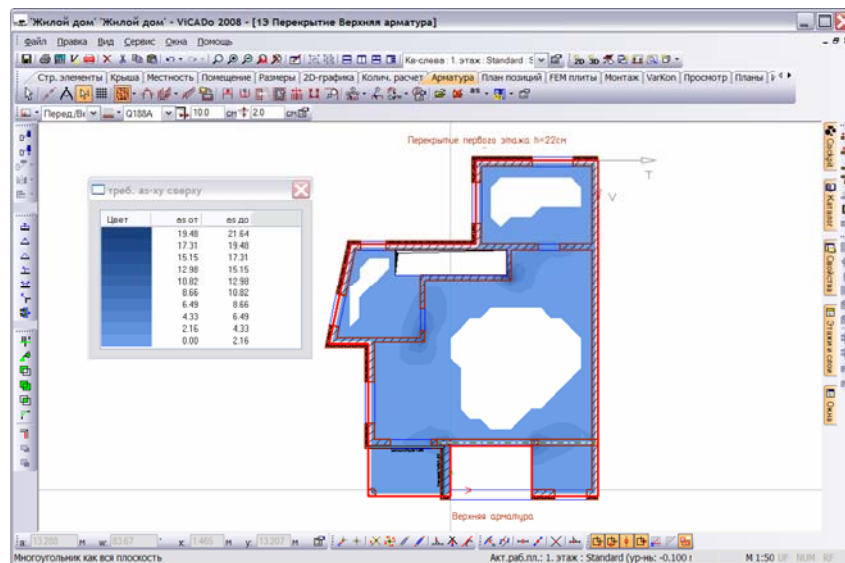 'Жилой дом' 'Жилой дом' - ViCADo 2008 - [1Э Перекрытие Верхняя арматура]
Файл Правка Вид Сервис Окна Помощь
Кв-слева: 1. этаж : Standard : S
Стр. элементы Крыша Местность Помещение Размеры 2D-графика Колич. расчет Арматура План позиций FEM плиты Монтаж VarKon Просмотр Планы
Перед/Вє Q188A 10.0 см 2.0 см
Перекрытие первого этажа h=22см
T
V
треб. as-xy сверху
Цвет as от as до
19.48 21.64
17.31 19.48
15.15 17.31
12.98 15.15
10.82 12.98
8.66 10.82
6.49 8.66
4.33 6.49
2.16 4.33
0.00 2.16
Cockpit
Каталог
Свойства
Этажи и слои
Окна
Верхняя арматура
a: 13.288 м w: 83.67 ° x: 1.465 м y: 13.207 м
Многоугольник как вся плоскость Акт.раб.пл.: 1. этаж : Standard (ур-нь: -0.100 м M 1:50 UF NUM RF